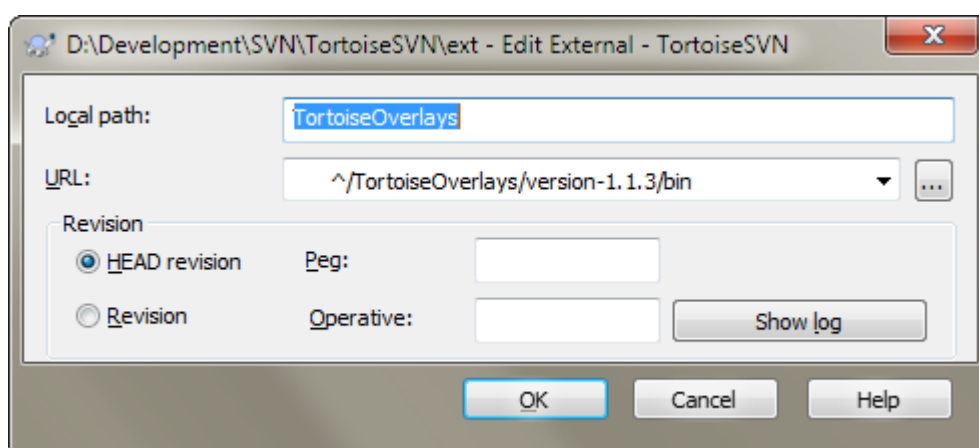 D:\Development\SVN\TortoiseSVN\ext - Edit External - TortoiseSVN
Local path: TortoiseOverlays
URL: ^/TortoiseOverlays/version-1.1.3/bin ...
Revision
HEAD revision Peg:
Revision Operative: Show log
OK Cancel Help